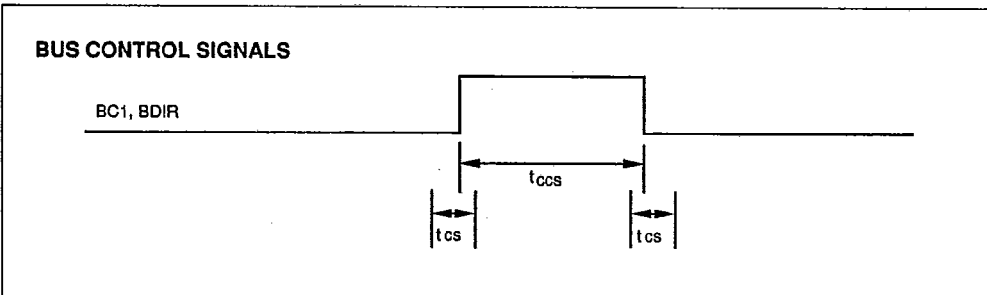 BUS CONTROL SIGNALS
BC1, BDIR
tccs
tcs
tcs